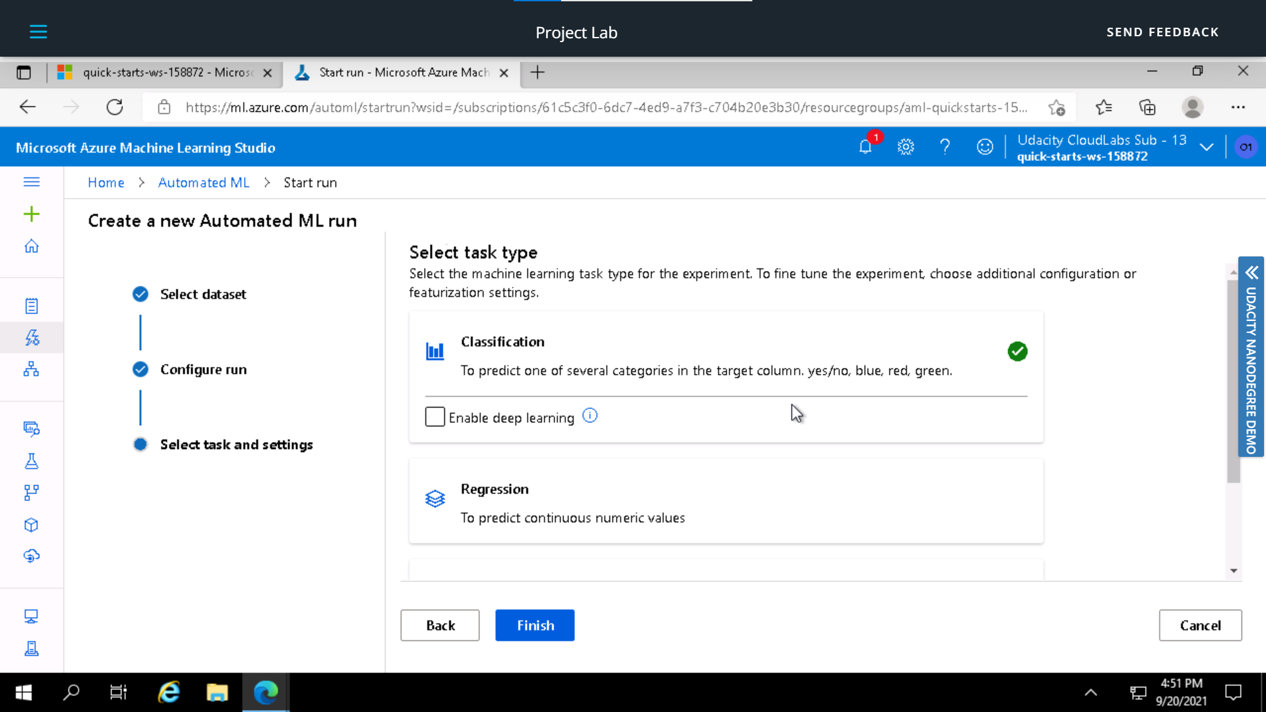 Project Lab
SEND FEEDBACK
quick-starts-ws-158872 - Microso
Start run - Microsoft Azure Mach
https://ml.azure.com/automl/startrun?wsid=/subscriptions/61c5c3f0-6dc7-4ed9-a7f3-c704b20e3b30/resourcegroups/aml-quickstarts-15...
Microsoft Azure Machine Learning Studio
1
Udacity CloudLabs Sub - 13
quick-starts-ws-158872
O1
Home > Automated ML > Start run
Create a new Automated ML run
Select dataset
Configure run
Select task and settings
Select task type
Select the machine learning task type for the experiment. To fine tune the experiment, choose additional configuration or
featurization settings.
Classification
To predict one of several categories in the target column. yes/no, blue, red, green.
Enable deep learning
Regression
To predict continuous numeric values
Back
Finish
Cancel
UDACITY NANODEGREE DEMO
4:51 PM
9/20/2021